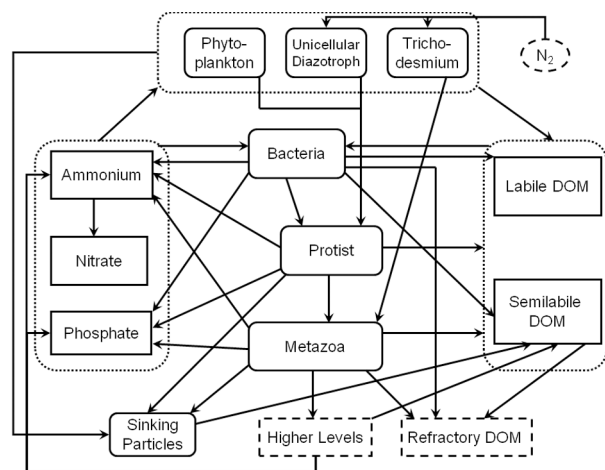 Phyto-
plankton
Unicellular
Diazotroph
Tricho-
desmium
N₂
Bacteria
Ammonium
Labile DOM
Nitrate
Protist
Phosphate
Semilabile
DOM
Metazoa
Sinking
Particles
Higher Levels
Refractory DOM